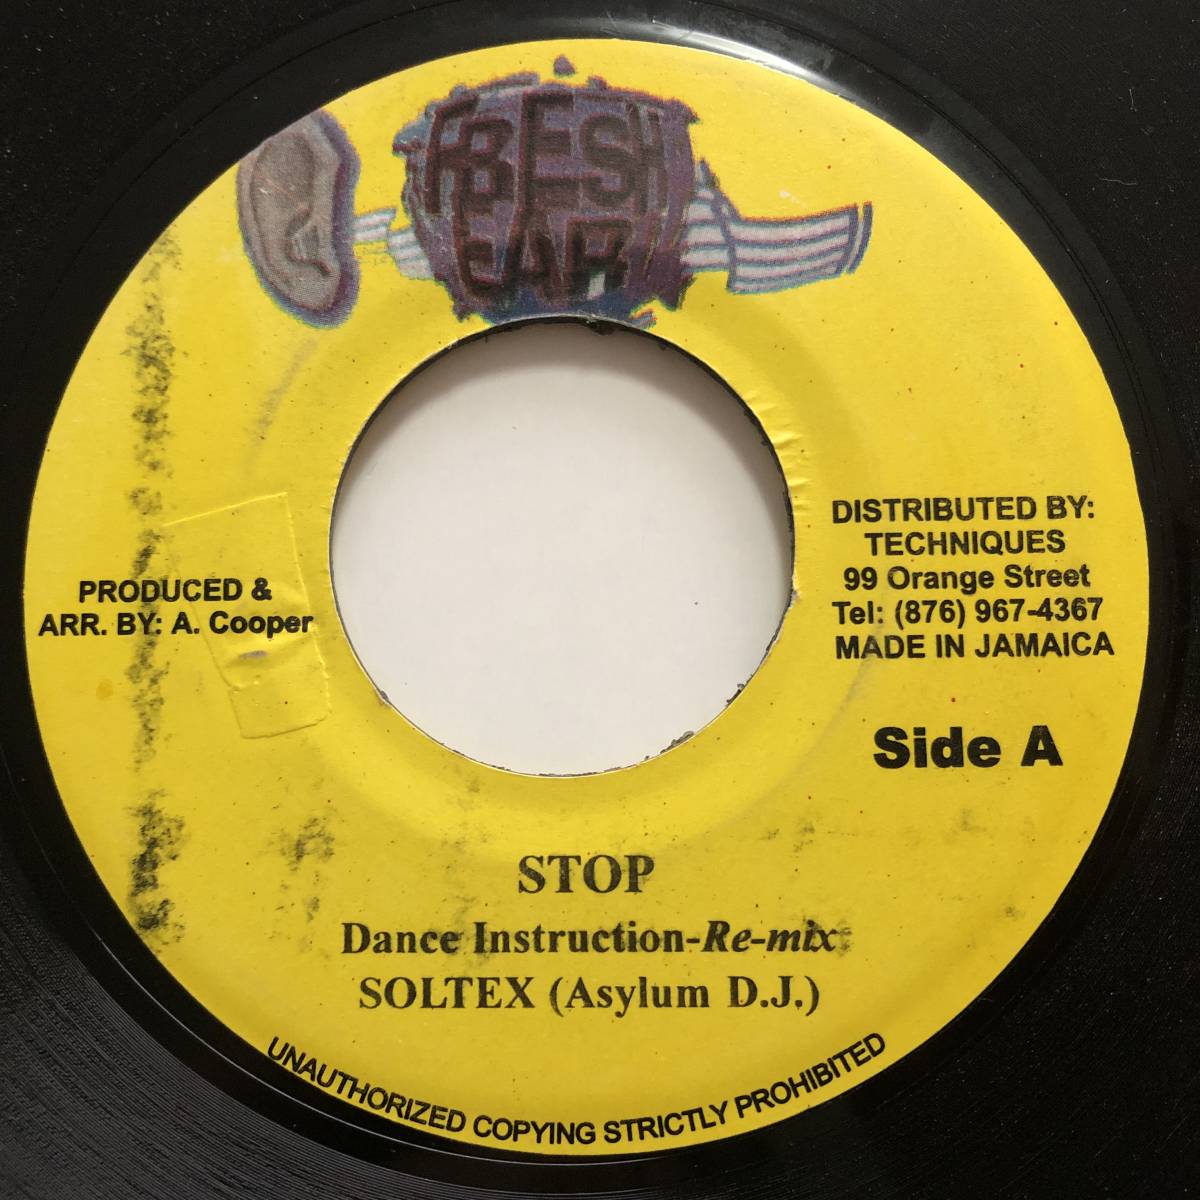 FRESH
EAR
PRODUCED &
ARR. BY: A. Cooper
DISTRIBUTED BY:
TECHNIQUES
99 Orange Street
Tel: (876) 967-4367
MADE IN JAMAICA
Side A
STOP
Dance Instruction-Re-mix
SOLTEX (Asylum D.J.)
UNAUTHORIZED COPYING STRICTLY PROHIBITED